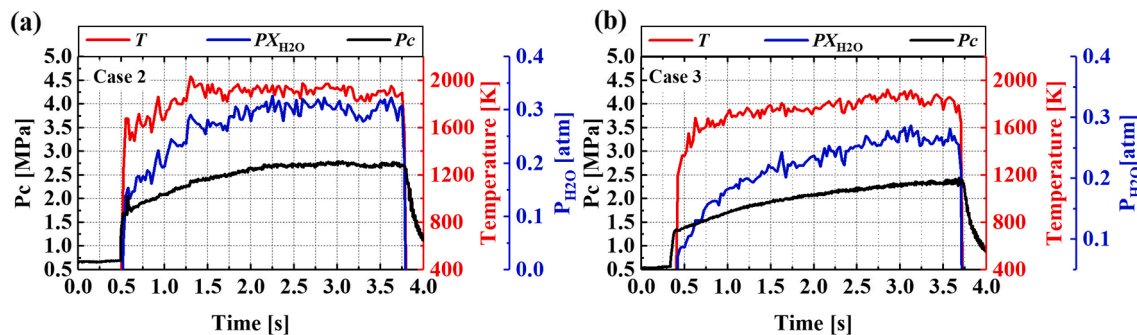 (a)
T PX_H2O Pc
Case 2
Pc [MPa]
5.0
4.5
4.0
3.5
3.0
2.5
2.0
1.5
1.0
0.5
0.0 0.5 1.0 1.5 2.0 2.5 3.0 3.5 4.0
Time [s]
2000
1600
1200
800
400
Temperature [K]
0.4
0.3
0.2
0.1
0.0
P_H2O [atm]
(b)
T PX_H2O Pc
Case 3
Pc [MPa]
5.0
4.5
4.0
3.5
3.0
2.5
2.0
1.5
1.0
0.5
0.0 0.5 1.0 1.5 2.0 2.5 3.0 3.5 4.0
Time [s]
2000
1600
1200
800
400
Temperature [K]
0.4
0.3
0.2
0.1
P_H2O [atm]